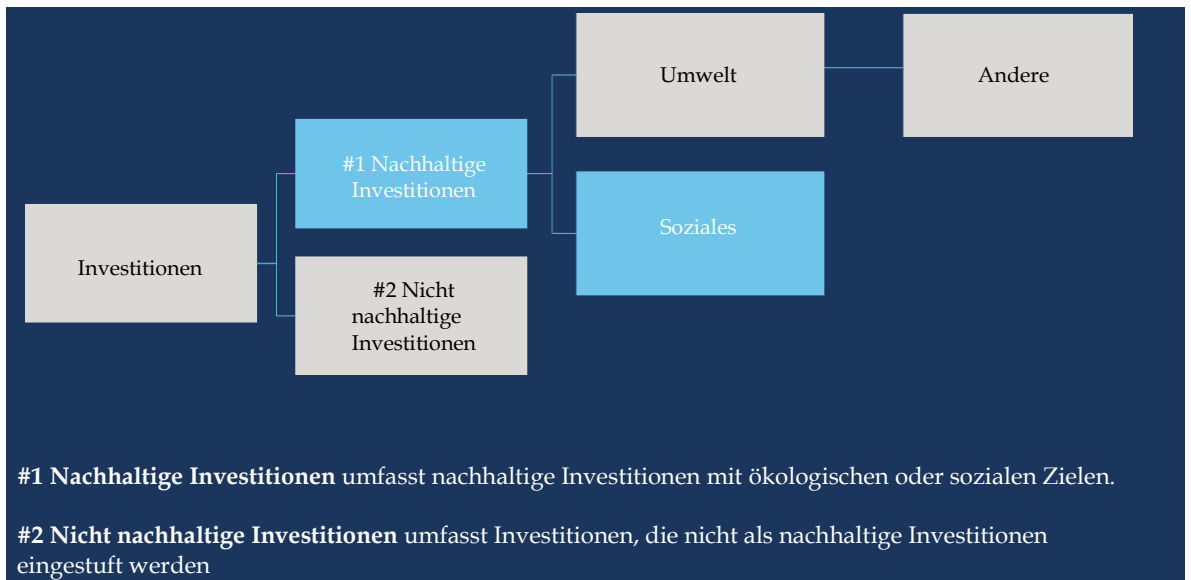 Umwelt
Andere
#1 Nachhaltige
Investitionen
Soziales
Investitionen
#2 Nicht
nachhaltige
Investitionen
#1 Nachhaltige Investitionen umfasst nachhaltige Investitionen mit ökologischen oder sozialen Zielen.
#2 Nicht nachhaltige Investitionen umfasst Investitionen, die nicht als nachhaltige Investitionen
eingestuft werden